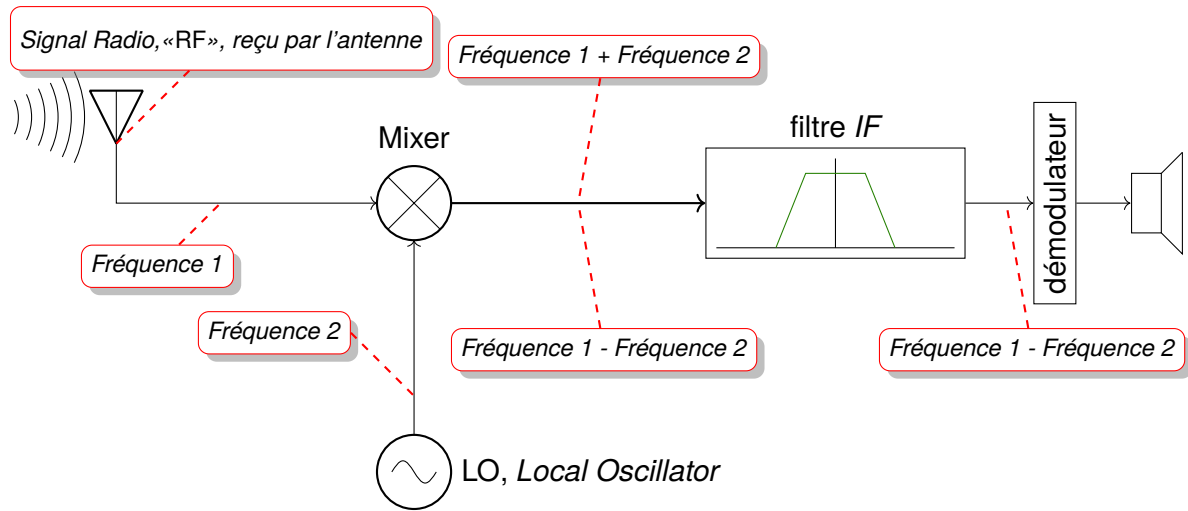 Signal Radio,«RF», reçu par l'antenne
Fréquence 1 + Fréquence 2
Mixer
filtre IF
démodulateur
Fréquence 1
Fréquence 2
Fréquence 1 - Fréquence 2
Fréquence 1 - Fréquence 2
LO, Local Oscillator